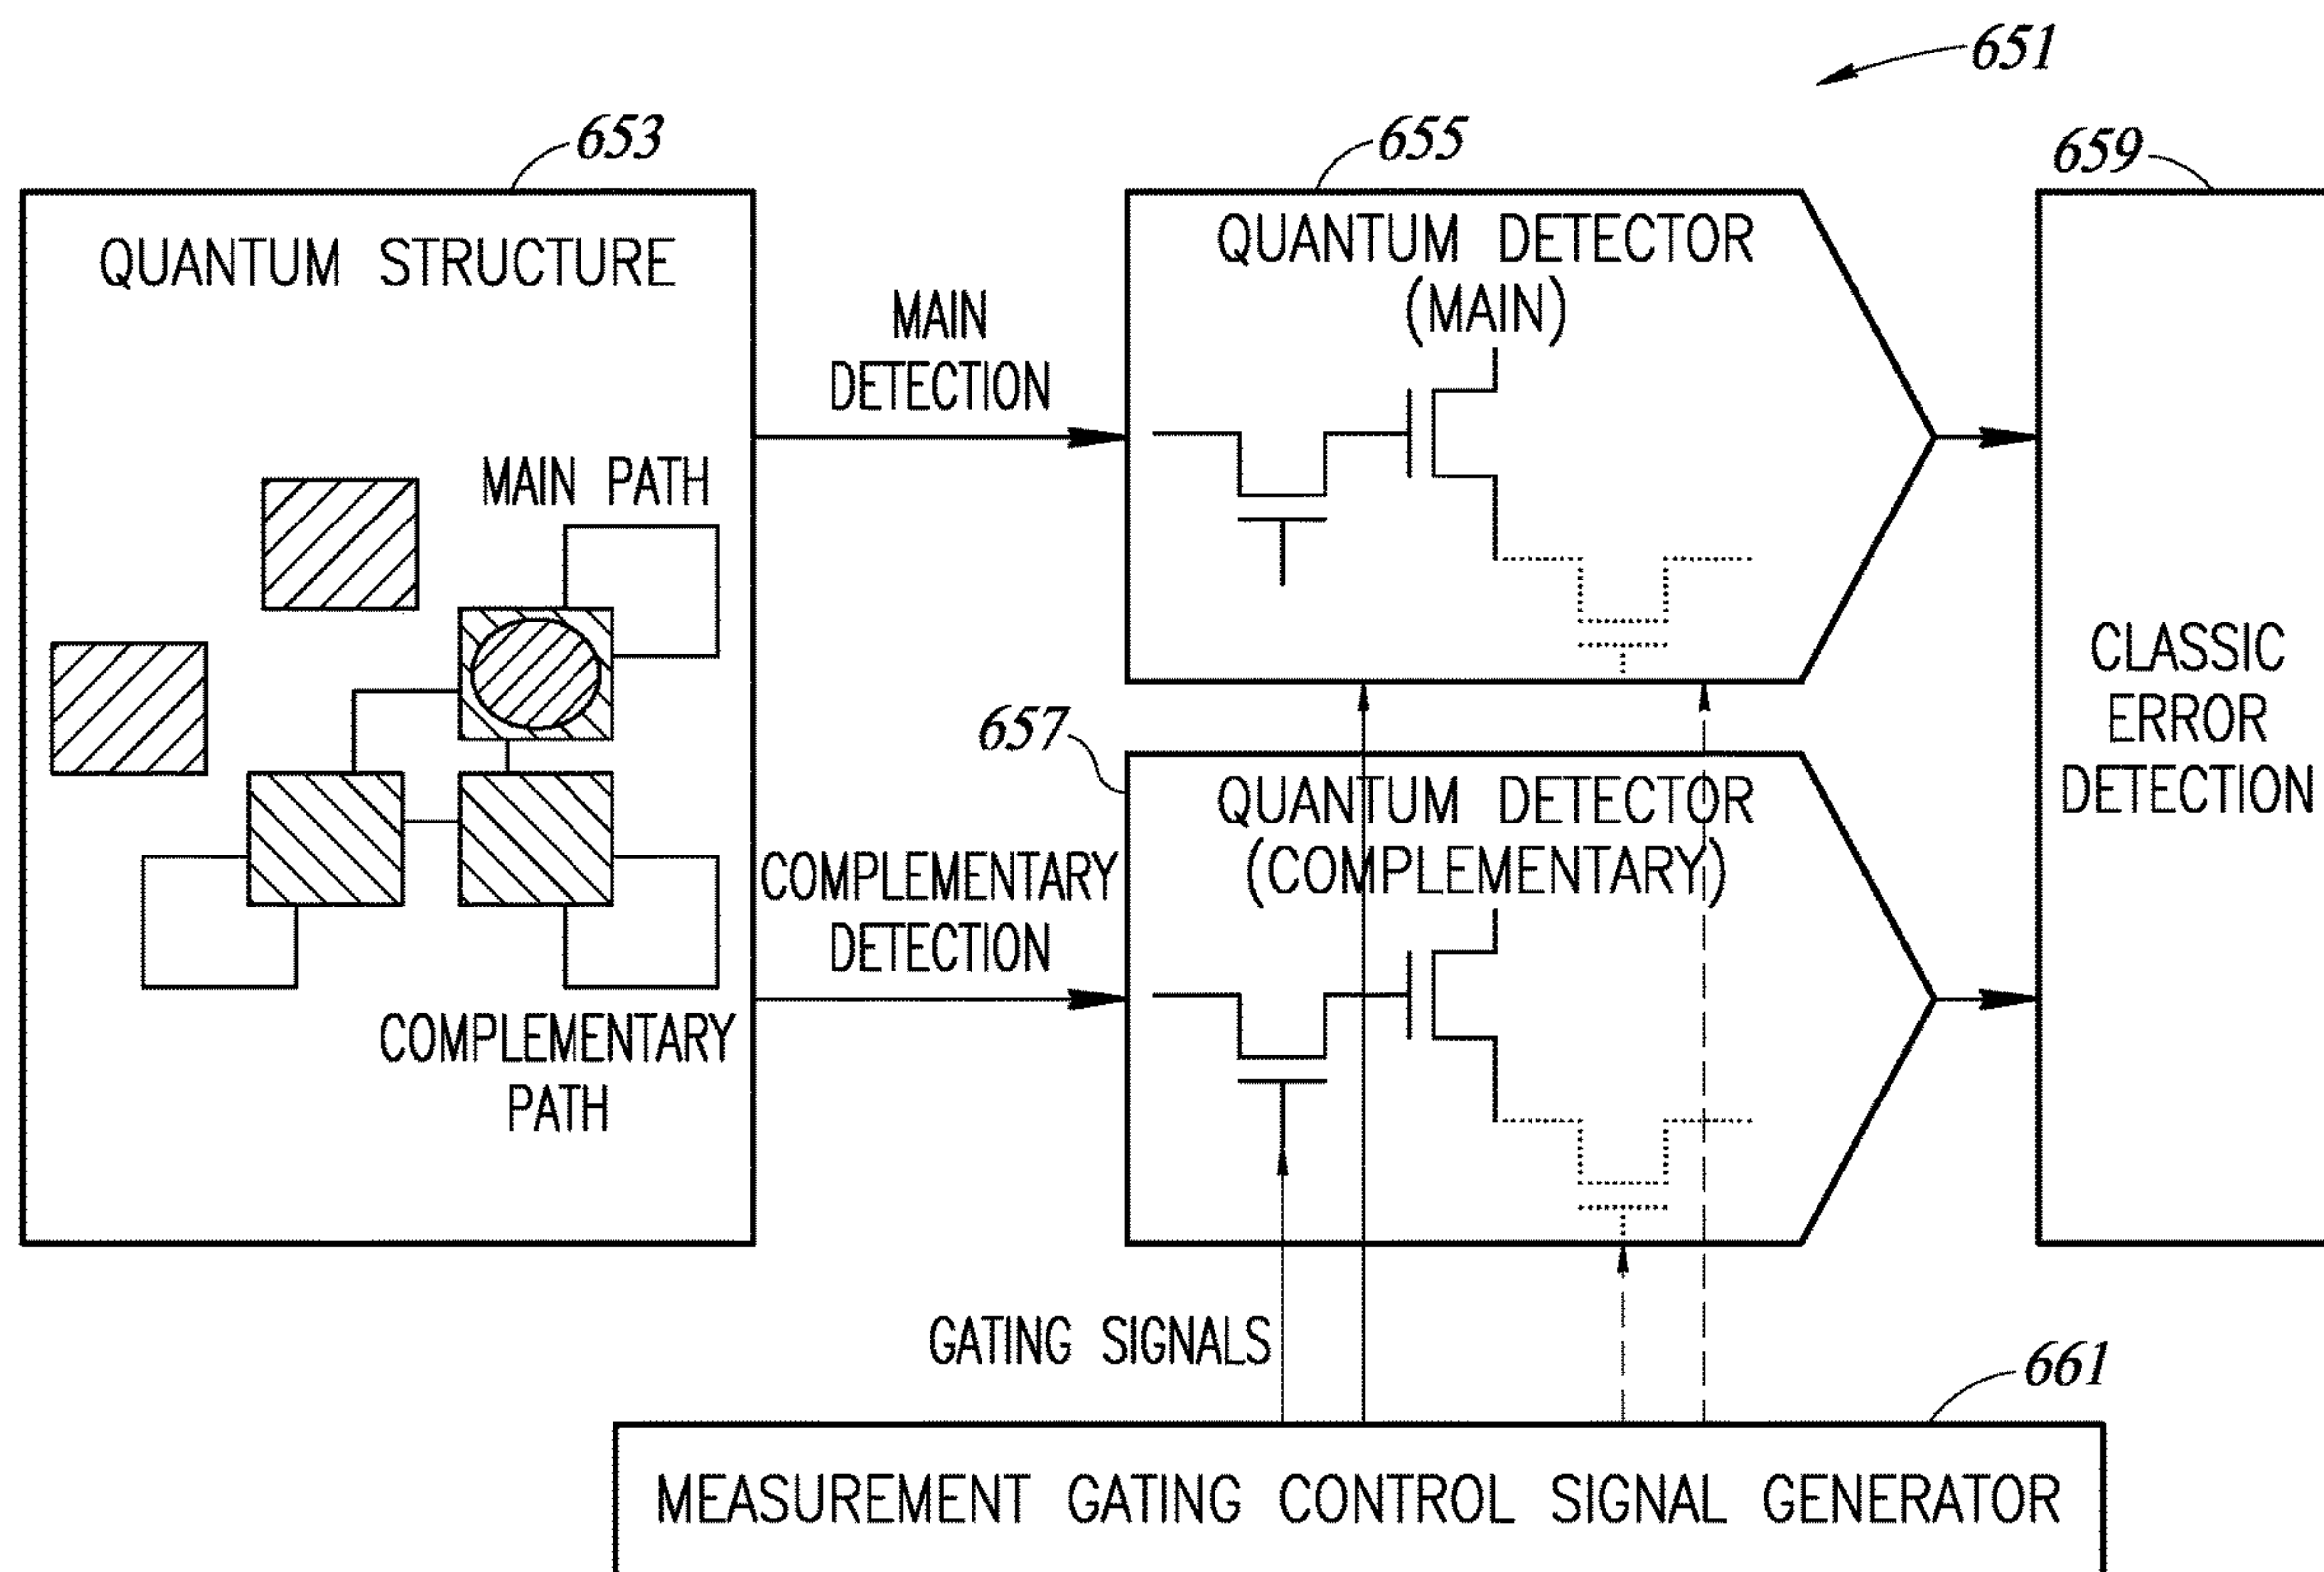 651
653
655
659
QUANTUM STRUCTURE
QUANTUM DETECTOR
(MAIN)
MAIN
DETECTION
MAIN PATH
CLASSIC
ERROR
DETECTION
657
QUANTUM DETECTOR
(COMPLEMENTARY)
COMPLEMENTARY
DETECTION
COMPLEMENTARY
PATH
GATING SIGNALS
661
MEASUREMENT GATING CONTROL SIGNAL GENERATOR